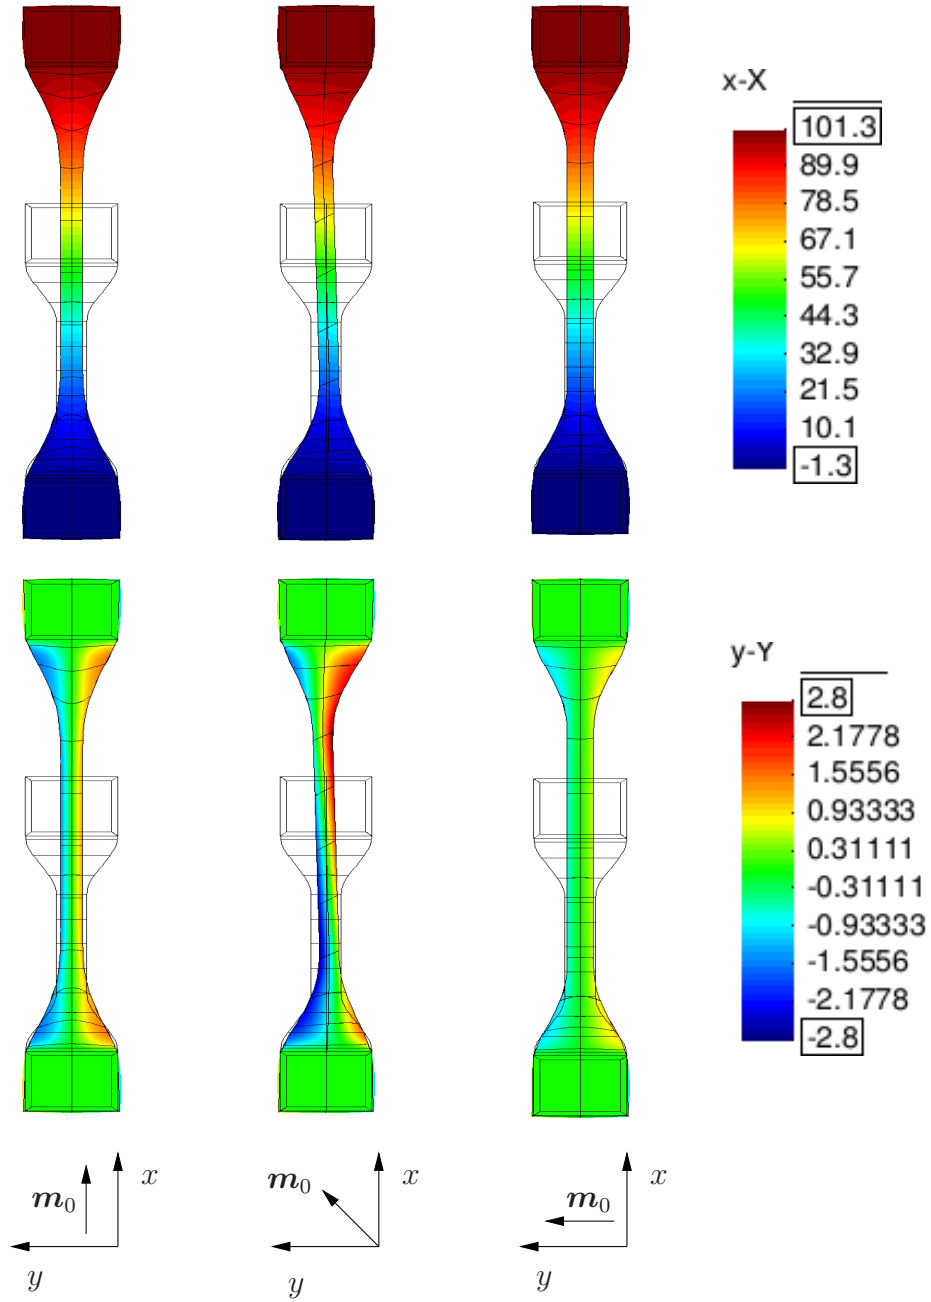 x-X
101.3
89.9
78.5
67.1
55.7
44.3
32.9
21.5
10.1
-1.3
y-Y
2.8
2.1778
1.5556
0.93333
0.31111
-0.31111
-0.93333
-1.5556
-2.1778
-2.8
m₀ x
y
m₀ x
y
m₀ x
y